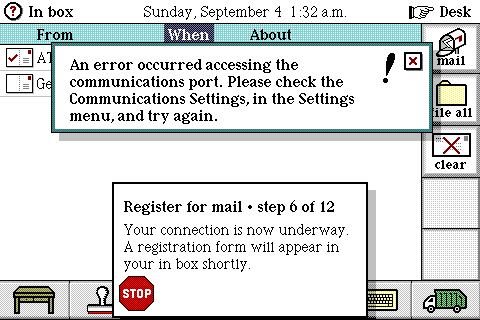 In box
Sunday, September 4 1:32 a.m.
Desk
From
When
About
AT
Ge
An error occurred accessing the
communications port. Please check the
Communications Settings, in the Settings
menu, and try again.
mail
file all
clear
Register for mail • step 6 of 12
Your connection is now underway.
A registration form will appear in
your in box shortly.
STOP